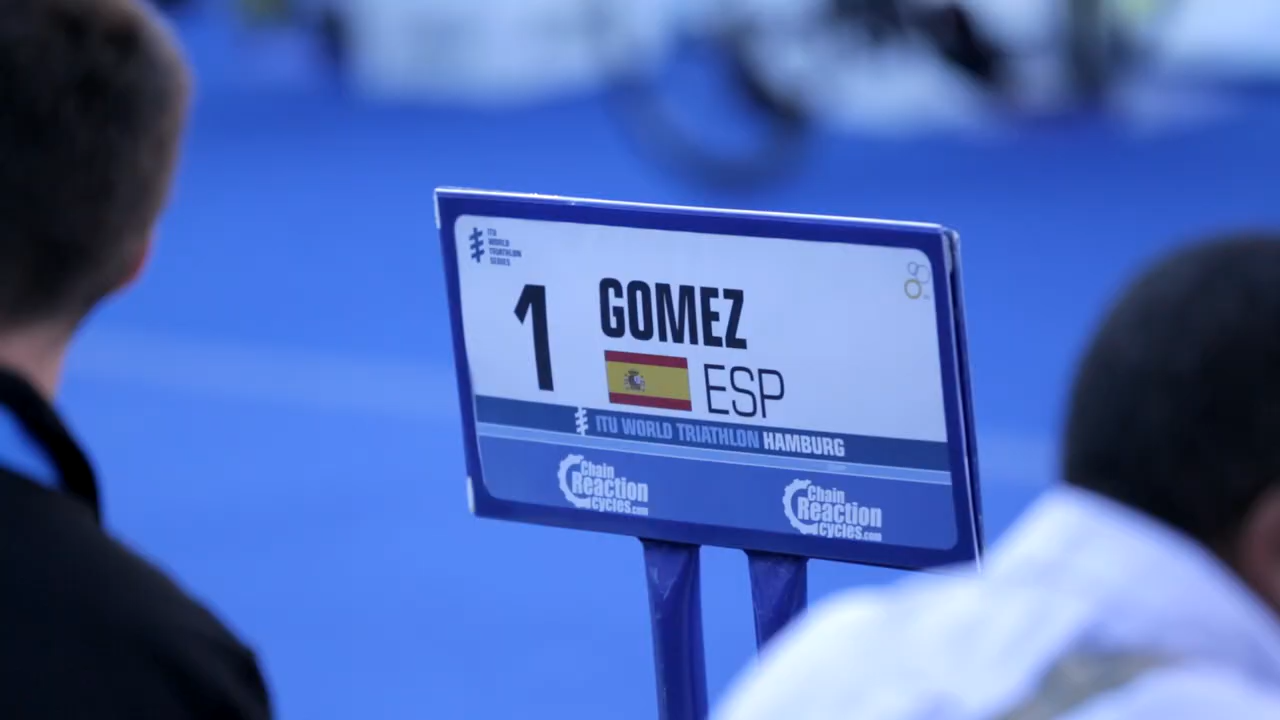 ITU
WORLD
TRIATHLON
SERIES
1
GOMEZ
ESP
ITU WORLD TRIATHLON HAMBURG
Chain
Reaction
Cycles.com
Chain
Reaction
Cycles.com